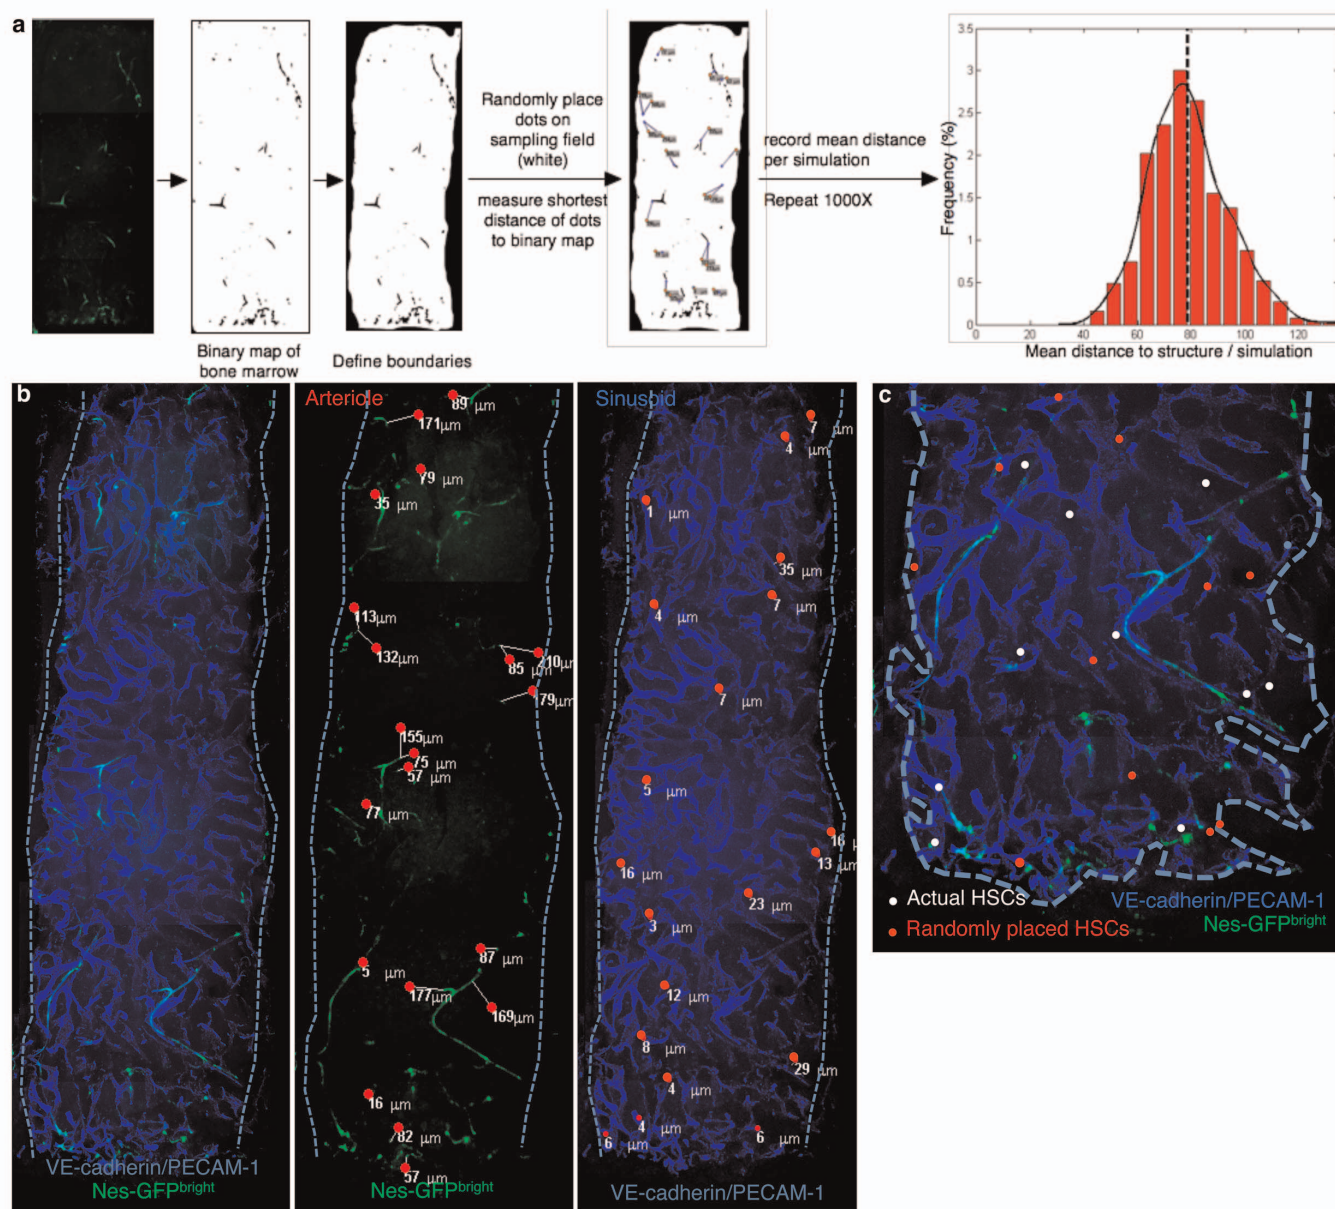 a
Binary map of
bone marrow
Define boundaries
Randomly place
dots on
sampling field
(white)
measure shortest
distance of dots
to binary map
record mean distance
per simulation
Repeat 1000X
Frequency (%)
3.5
3
2.5
2
1.5
1
0.5
0
0
20
40
60
80
100
120
Mean distance to structure / simulation
b
VE-cadherin/PECAM-1
Nes-GFPbright
Arteriole
89 μm
171μm
79 μm
35 μm
113μm
132μm
210μm
85 μm
179μm
155μm
75 μm
57 μm
77 μm
87 μm
5 μm
177μm
169μm
16 μm
82 μm
57 μm
Nes-GFPbright
Sinusoid
7 μm
4 μm
1 μm
35 μm
7 μm
4 μm
7 μm
5 μm
16 μm
13 μm
16 μm
23 μm
3 μm
12 μm
8 μm
29 μm
4 μm
4 μm
6 μm
6 μm
VE-cadherin/PECAM-1
c
Actual HSCs
Randomly placed HSCs
VE-cadherin/PECAM-1
Nes-GFPbright